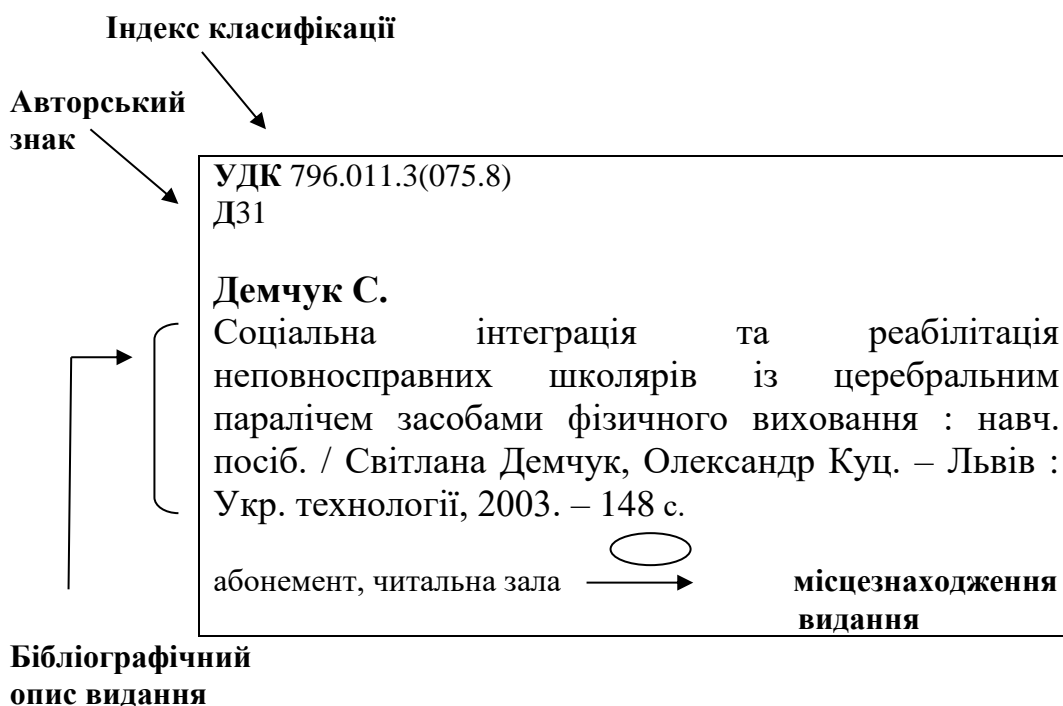 Індекс класифікації
Авторський
знак
УДК 796.011.3(075.8)
Д31
Демчук С.
Соціальна інтеграція та реабілітація
неповносправних школярів із церебральним
паралічем засобами фізичного виховання : навч.
посіб. / Світлана Демчук, Олександр Куц. – Львів :
Укр. технології, 2003. – 148 с.
абонемент, читальна зала місцезнаходження
видання
Бібліографічний
опис видання